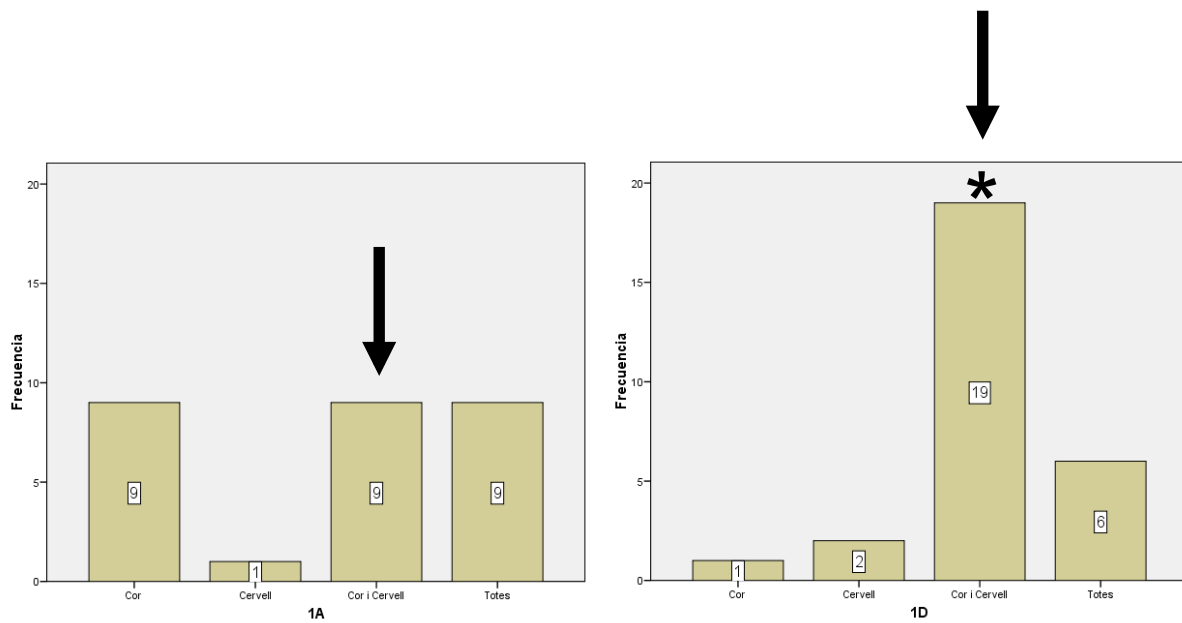 20
15
10
5
0
Frecuencia
9
1
9
9
Cor
Cervell
Cor i Cervell
Totes
1A
*
20
15
10
5
0
Frecuencia
1
2
19
6
Cor
Cervell
Cor i Cervell
Totes
1D